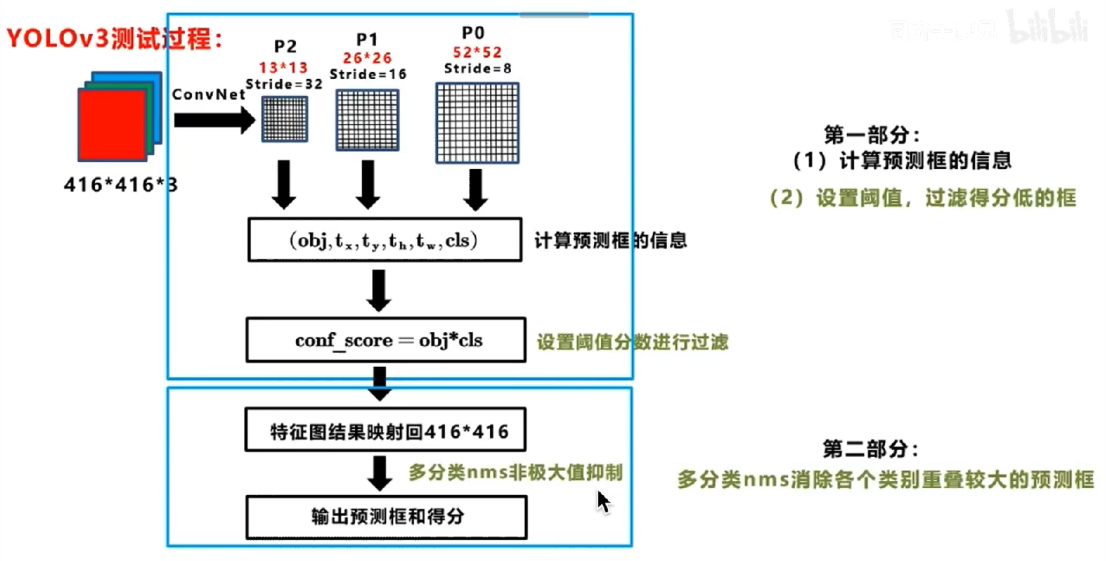 YOLOv3测试过程：
bilibili
P2
13*13
Stride=32
P1
26*26
Stride=16
P0
52*52
Stride=8
ConvNet
416*416*3
(obj,tₓ,tᵧ,tₕ,t_w,cls)
计算预测框的信息
conf_score = obj*cls
设置阈值分数进行过滤
特征图结果映射回416*416
多分类nms非极大值抑制
输出预测框和得分
第一部分：
（1）计算预测框的信息
（2）设置阈值，过滤得分低的框
第二部分：
多分类nms消除各个类别重叠较大的预测框